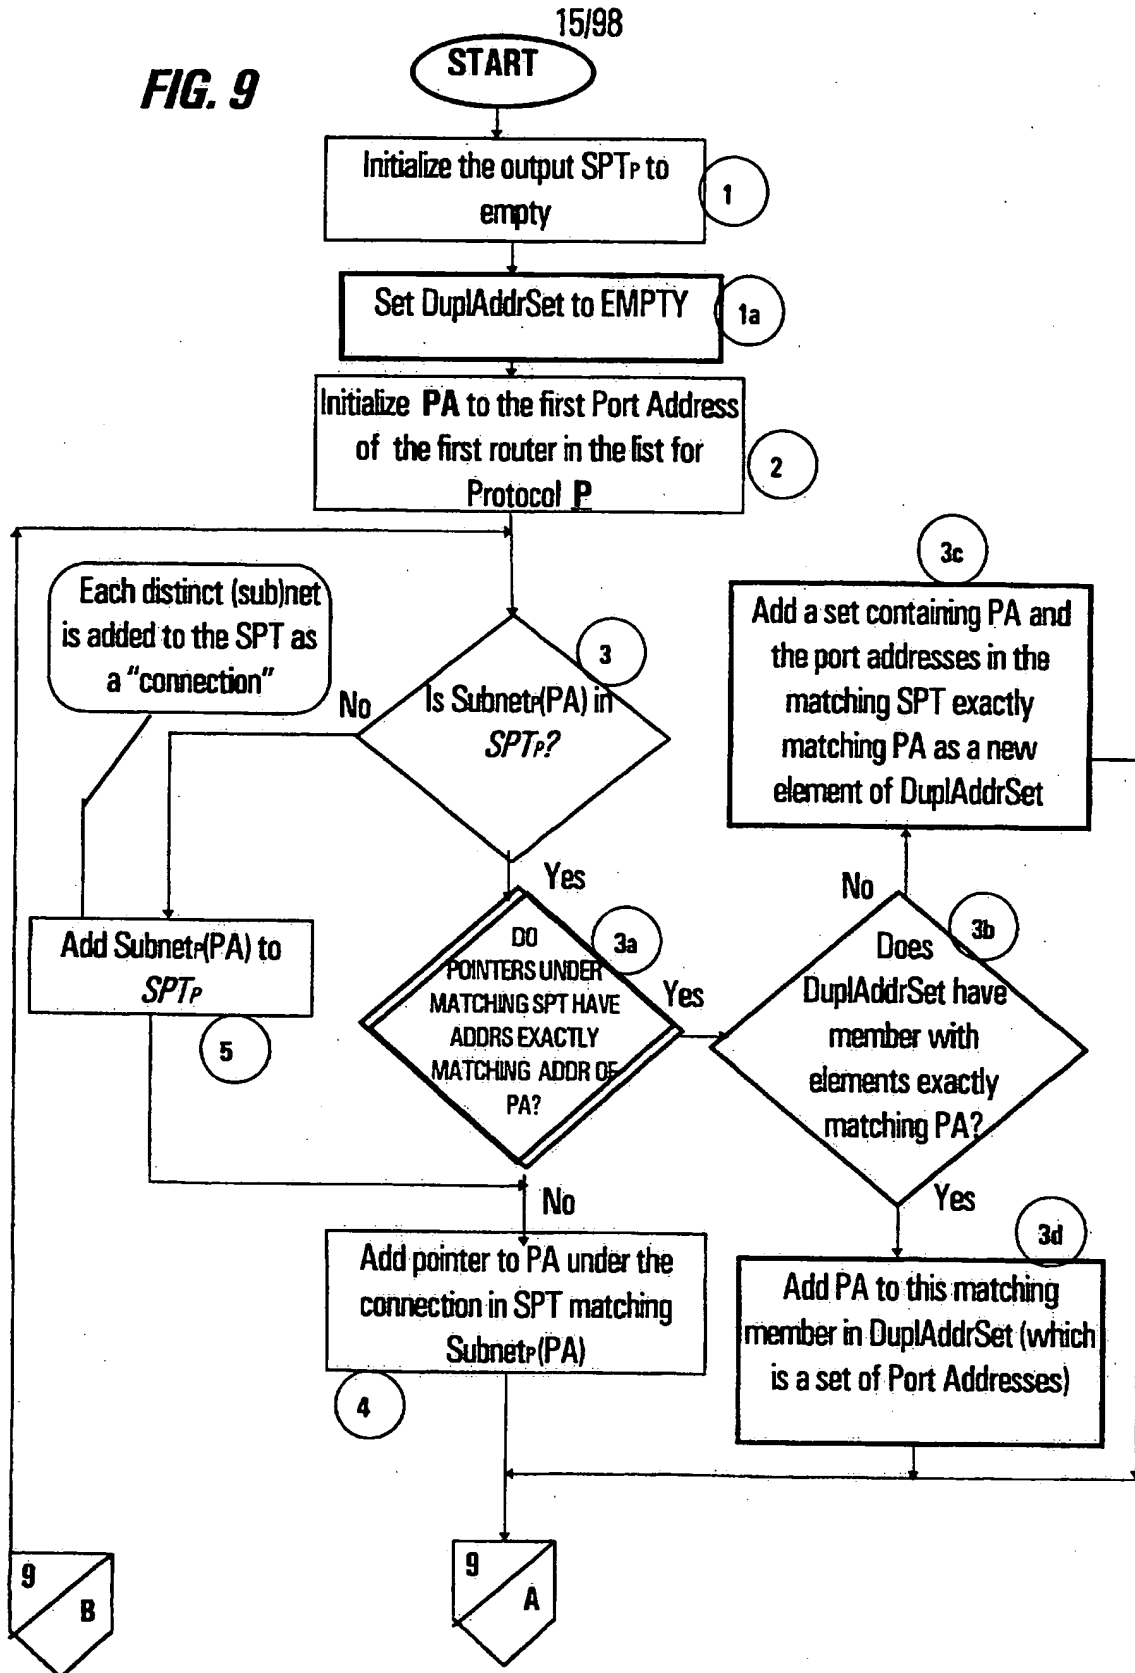 15/98
FIG. 9
START
Initialize the output SPTP to
empty
1
Set DuplAddrSet to EMPTY
1a
Initialize PA to the first Port Address
of the first router in the list for
Protocol P
2
Each distinct (sub)net
is added to the SPT as
a "connection"
3
Is SubnetP(PA) in
SPTP?
No
Yes
3c
Add a set containing PA and
the port addresses in the
matching SPT exactly
matching PA as a new
element of DuplAddrSet
Add SubnetP(PA) to
SPTP
5
3a
DO
POINTERS UNDER
MATCHING SPT HAVE
ADDRS EXACTLY
MATCHING ADDR OF
PA?
Yes
No
No
3b
Does
DuplAddrSet have
member with
elements exactly
matching PA?
Yes
Add pointer to PA under the
connection in SPT matching
SubnetP(PA)
4
3d
Add PA to this matching
member in DuplAddrSet (which
is a set of Port Addresses)
9
B
9
A